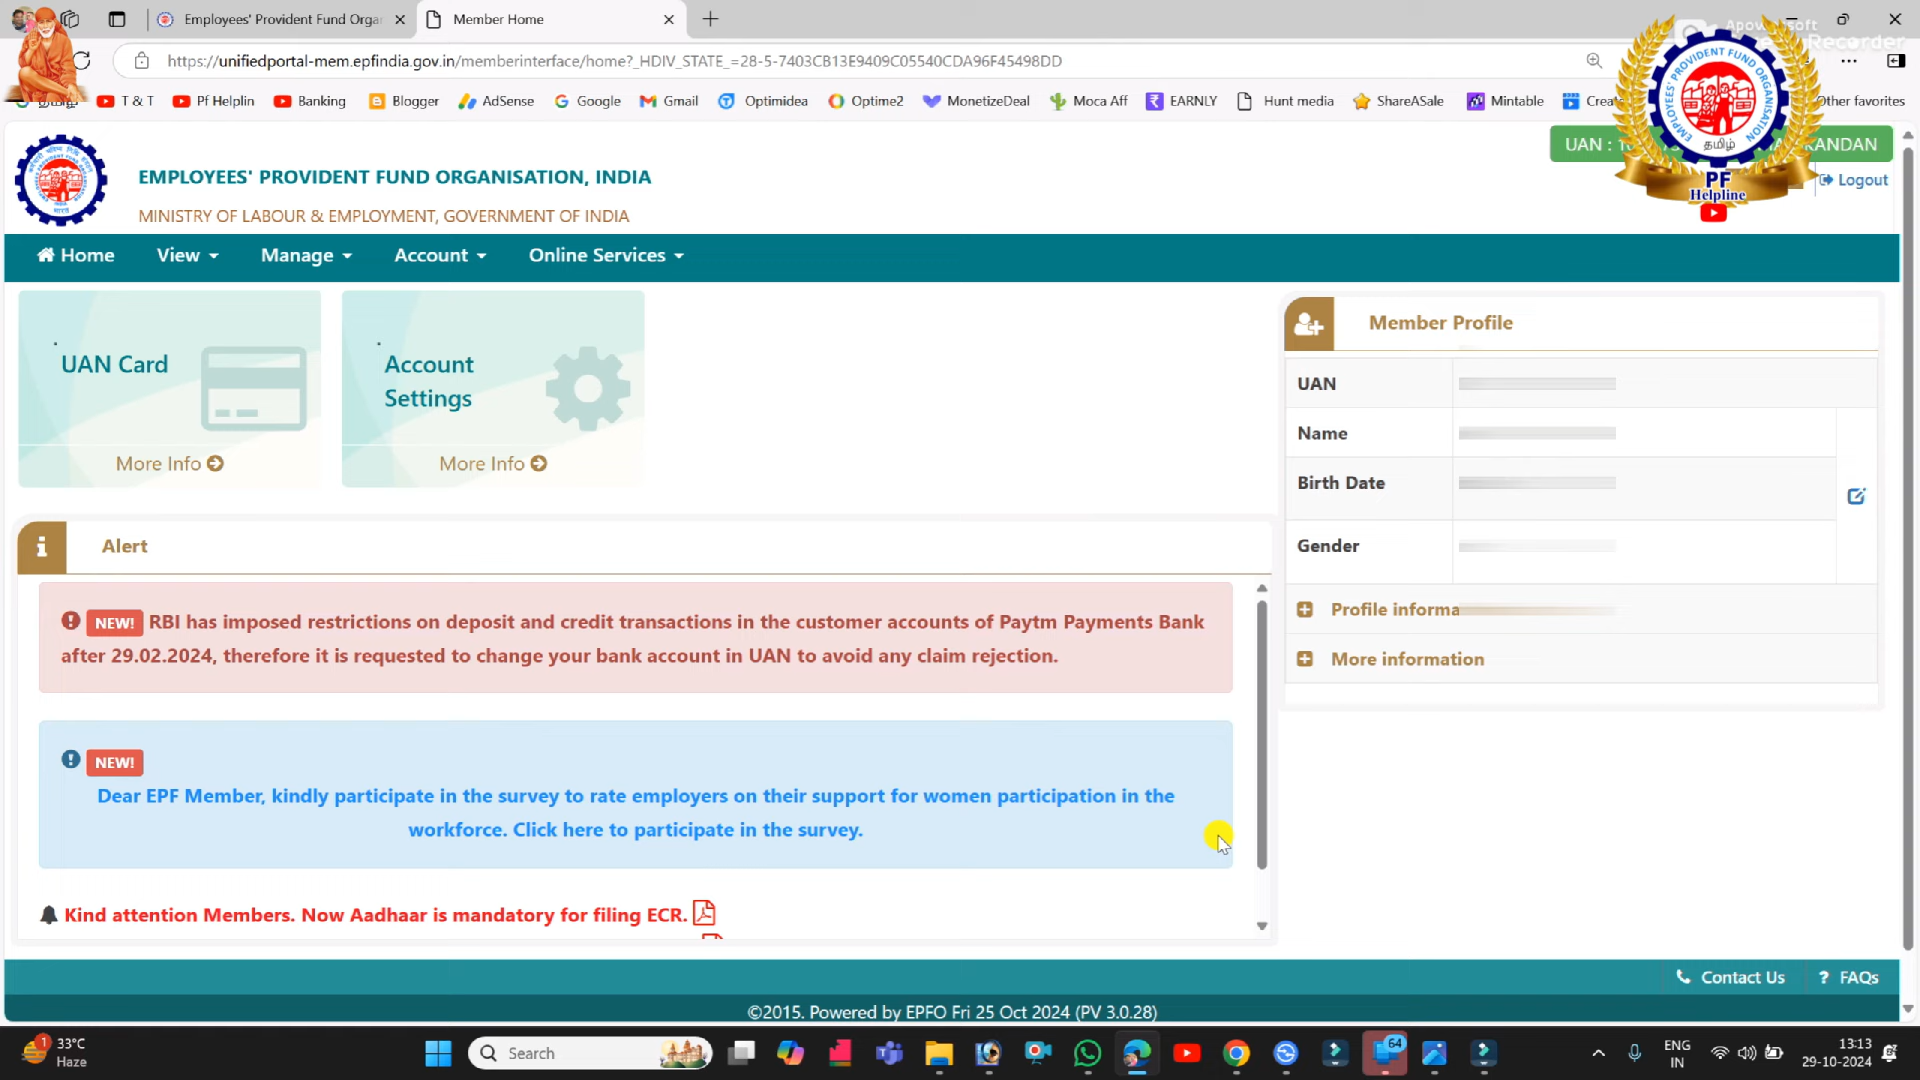 Employees' Provident Fund Orga
Member Home
https://unifiedportal-mem.epfindia.gov.in/memberinterface/home?_HDIV_STATE_=28-5-7403CB13E9409C05540CDA96F45498DD
T & T
Pf Helplin
Banking
Blogger
AdSense
Google
Gmail
Optimidea
Optime2
MonetizeDeal
Moca Aff
EARNLY
Hunt media
ShareASale
Mintable
Other favorites
EMPLOYEES' PROVIDENT FUND ORGANISATION, INDIA
MINISTRY OF LABOUR & EMPLOYMENT, GOVERNMENT OF INDIA
UAN :
KANDAN
Logout
EMPLOYEES PROVIDENT FUND ORGANISATION
தமிழ்
PF
Helpline
Home
View
Manage
Account
Online Services
UAN Card
More Info
Account
Settings
More Info
Member Profile
UAN
Name
Birth Date
Gender
Profile informa
More information
Alert
NEW! RBI has imposed restrictions on deposit and credit transactions in the customer accounts of Paytm Payments Bank
after 29.02.2024, therefore it is requested to change your bank account in UAN to avoid any claim rejection.
NEW!
Dear EPF Member, kindly participate in the survey to rate employers on their support for women participation in the
workforce. Click here to participate in the survey.
Kind attention Members. Now Aadhaar is mandatory for filing ECR.
Contact Us
? FAQs
©2015. Powered by EPFO Fri 25 Oct 2024 (PV 3.0.28)
1
33°C
Haze
Search
64
ENG
IN
13:13
29-10-2024